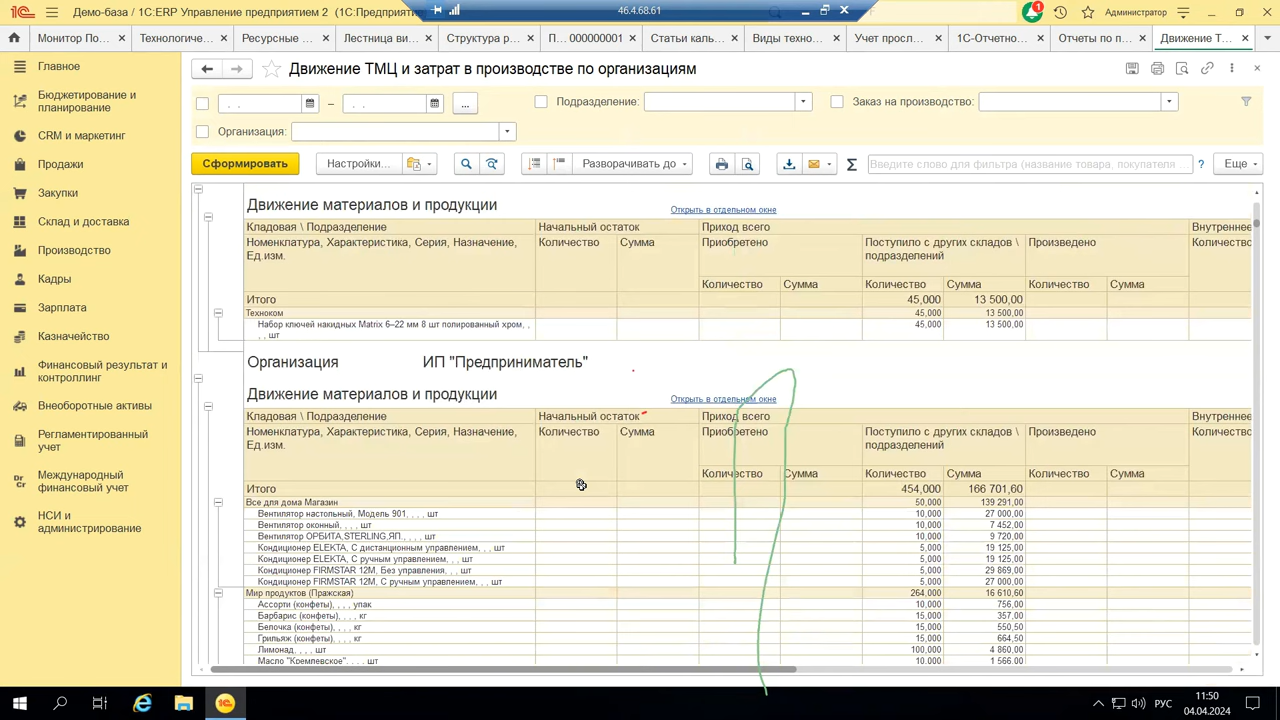 Демо-база / 1С:ERP Управление предприятием 2 (1С:Предприяти
46.4.68.61
1
Администратор
Монитор По... × Технологиче... × Ресурсные ... × Лестница ви... × Структура р... × П... 000000001 × Статьи кальк... × Виды техно... × Учет просл... × 1С-Отчетно... × Отчеты по п... × Движение Т... ×
Главное
Бюджетирование и
планирование
CRM и маркетинг
Продажи
Закупки
Склад и доставка
Производство
Кадры
Зарплата
Казначейство
Финансовый результат и
контроллинг
Внеоборотные активы
Регламентированный
учет
Международный
финансовый учет
НСИ и
администрирование
Движение ТМЦ и затрат в производстве по организациям
. . – . . ... Подразделение: Заказ на производство:
Организация:
Сформировать Настройки... Разворачивать до Σ Введите слово для фильтра (название товара, покупателя ... ? Еще
Движение материалов и продукции Открыть в отдельном окне
Кладовая \ Подразделение Начальный остаток Приход всего Внутреннее
Номенклатура, Характеристика, Серия, Назначение, Количество Сумма Приобретено Поступило с других складов \ Произведено Количество
Ед.изм. подразделений
Количество Сумма Количество Сумма Количество Сумма
Итого 45,000 13 500,00
Техноком 45,000 13 500,00
Набор ключей накидных Matrix 6–22 мм 8 шт полированный хром, , 45,000 13 500,00
, , шт
Организация ИП "Предприниматель"
Движение материалов и продукции Открыть в отдельном окне
Кладовая \ Подразделение Начальный остаток Приход всего Внутреннее
Номенклатура, Характеристика, Серия, Назначение, Количество Сумма Приобретено Поступило с других складов \ Произведено Количество
Ед.изм. подразделений
Количество Сумма Количество Сумма Количество Сумма
Итого 454,000 166 701,60
Все для дома Магазин 50,000 139 291,00
Вентилятор настольный, Модель 901, , , шт 10,000 27 000,00
Вентилятор оконный, , , , шт 10,000 7 452,00
Вентилятор ОРБИТА,STERLING,ЯП., , , , шт 10,000 9 720,00
Кондиционер ELEKTA, С дистанционным управлением, , , шт 5,000 19 125,00
Кондиционер ELEKTA, С ручным управлением, , , шт 5,000 19 125,00
Кондиционер FIRMSTAR 12М, Без управления, , , шт 5,000 29 869,00
Кондиционер FIRMSTAR 12М, С ручным управлением, , , шт 5,000 27 000,00
Мир продуктов (Пражская) 264,000 16 610,60
Ассорти (конфеты), , , , упак 10,000 756,00
Барбарис (конфеты), , , , кг 15,000 357,00
Белочка (конфеты), , , , кг 15,000 550,50
Грильяж (конфеты), , , , кг 15,000 664,50
Лимонад, , , , шт 100,000 4 860,00
Масло "Кремлевское", , , , шт 10,000 1 566,00
РУС
11:50
04.04.2024